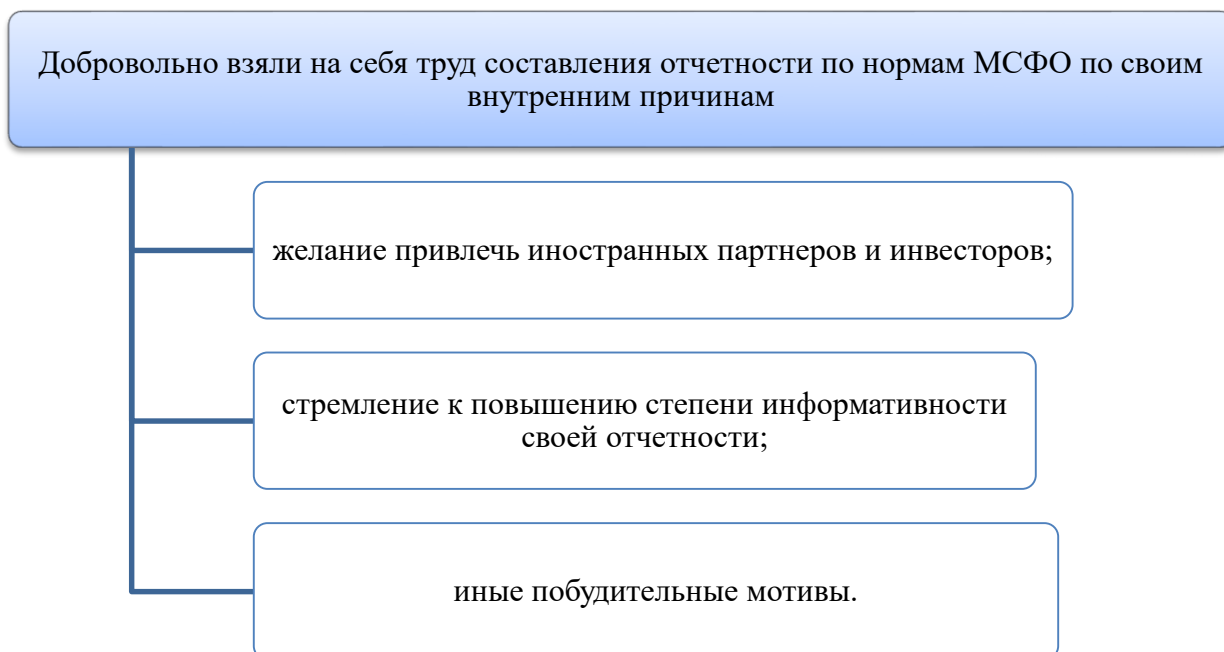 Добровольно взяли на себя труд составления отчетности по нормам МСФО по своим
внутренним причинам
желание привлечь иностранных партнеров и инвесторов;
стремление к повышению степени информативности
своей отчетности;
иные побудительные мотивы.